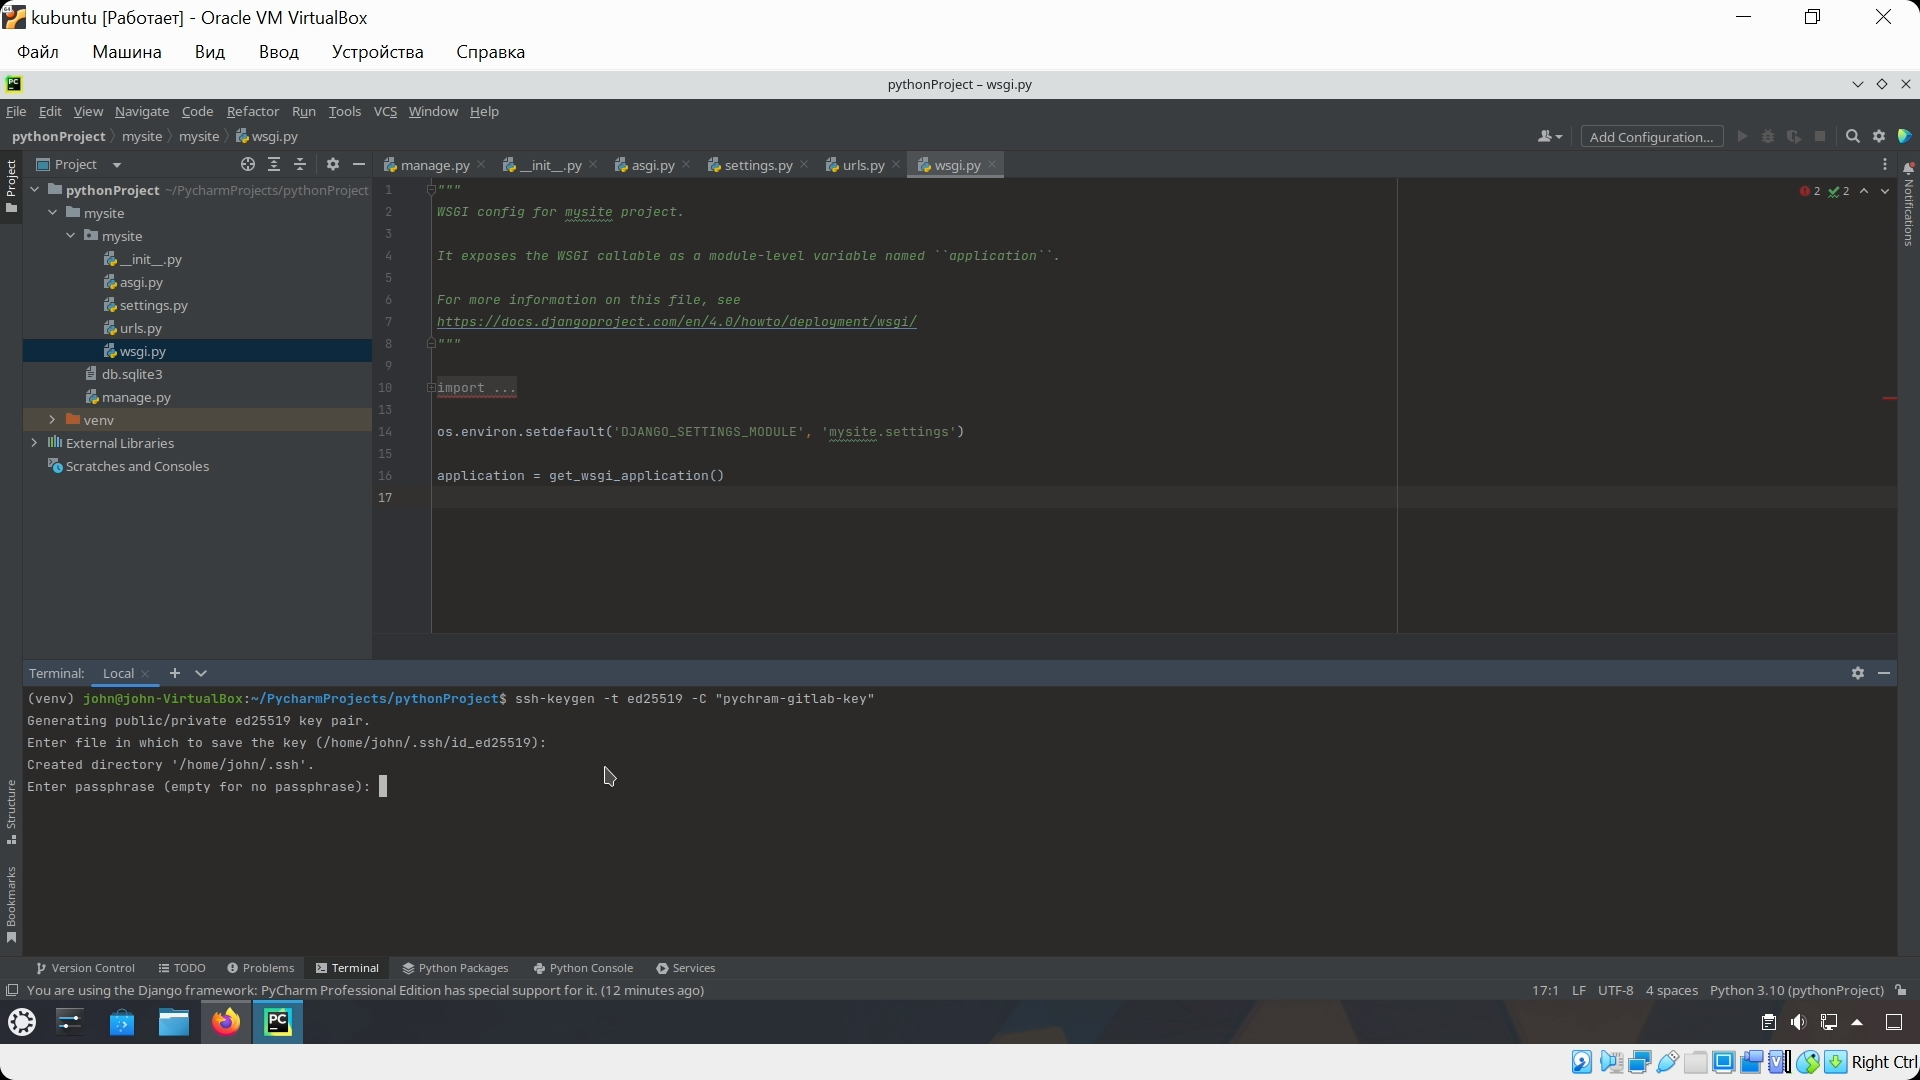 kubuntu [Работает] - Oracle VM VirtualBox
Файл Машина Вид Ввод Устройства Справка
pythonProject – wsgi.py
File Edit View Navigate Code Refactor Run Tools VCS Window Help
pythonProject mysite mysite wsgi.py
Add Configuration...
Project
Project
manage.py __init__.py asgi.py settings.py urls.py wsgi.py
Notifications
pythonProject ~/PycharmProjects/pythonProject
mysite
mysite
__init__.py
asgi.py
settings.py
urls.py
wsgi.py
db.sqlite3
manage.py
venv
External Libraries
Scratches and Consoles
2 2
1 """
2 WSGI config for mysite project.
3
4 It exposes the WSGI callable as a module-level variable named ``application``.
5
6 For more information on this file, see
7 https://docs.djangoproject.com/en/4.0/howto/deployment/wsgi/
8 """
9
10 import ...
13
14 os.environ.setdefault('DJANGO_SETTINGS_MODULE', 'mysite.settings')
15
16 application = get_wsgi_application()
17
Terminal: Local
(venv) john@john-VirtualBox:~/PycharmProjects/pythonProject$ ssh-keygen -t ed25519 -C "pychram-gitlab-key"
Generating public/private ed25519 key pair.
Enter file in which to save the key (/home/john/.ssh/id_ed25519):
Created directory '/home/john/.ssh'.
Enter passphrase (empty for no passphrase):
Structure
Bookmarks
Version Control TODO Problems Terminal Python Packages Python Console Services
You are using the Django framework: PyCharm Professional Edition has special support for it. (12 minutes ago)
17:1 LF UTF-8 4 spaces Python 3.10 (pythonProject)
Right Ctrl